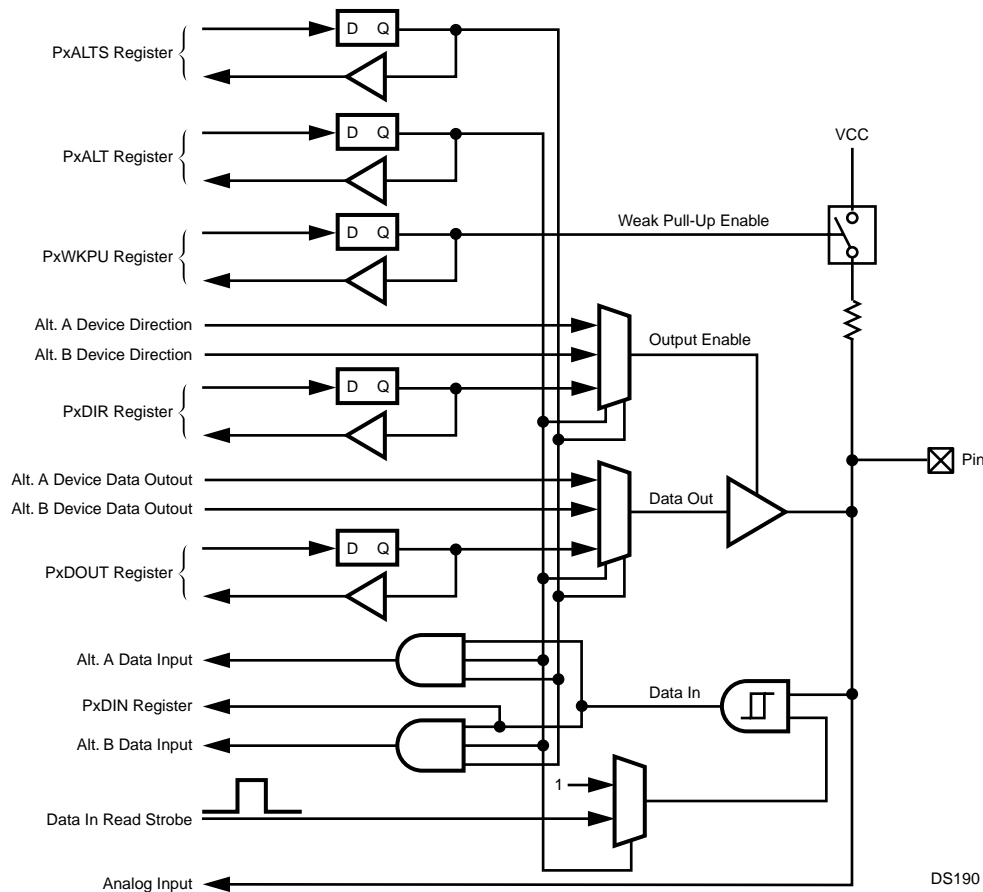 D Q
PxALTS Register
D Q
PxALT Register
VCC
D Q
Weak Pull-Up Enable
PxWKPU Register
Alt. A Device Direction
Output Enable
Alt. B Device Direction
D Q
PxDIR Register
Pin
Alt. A Device Data Outout
Data Out
Alt. B Device Data Outout
D Q
PxDOUT Register
Alt. A Data Input
Data In
PxDIN Register
Alt. B Data Input
1
Data In Read Strobe
Analog Input
DS190